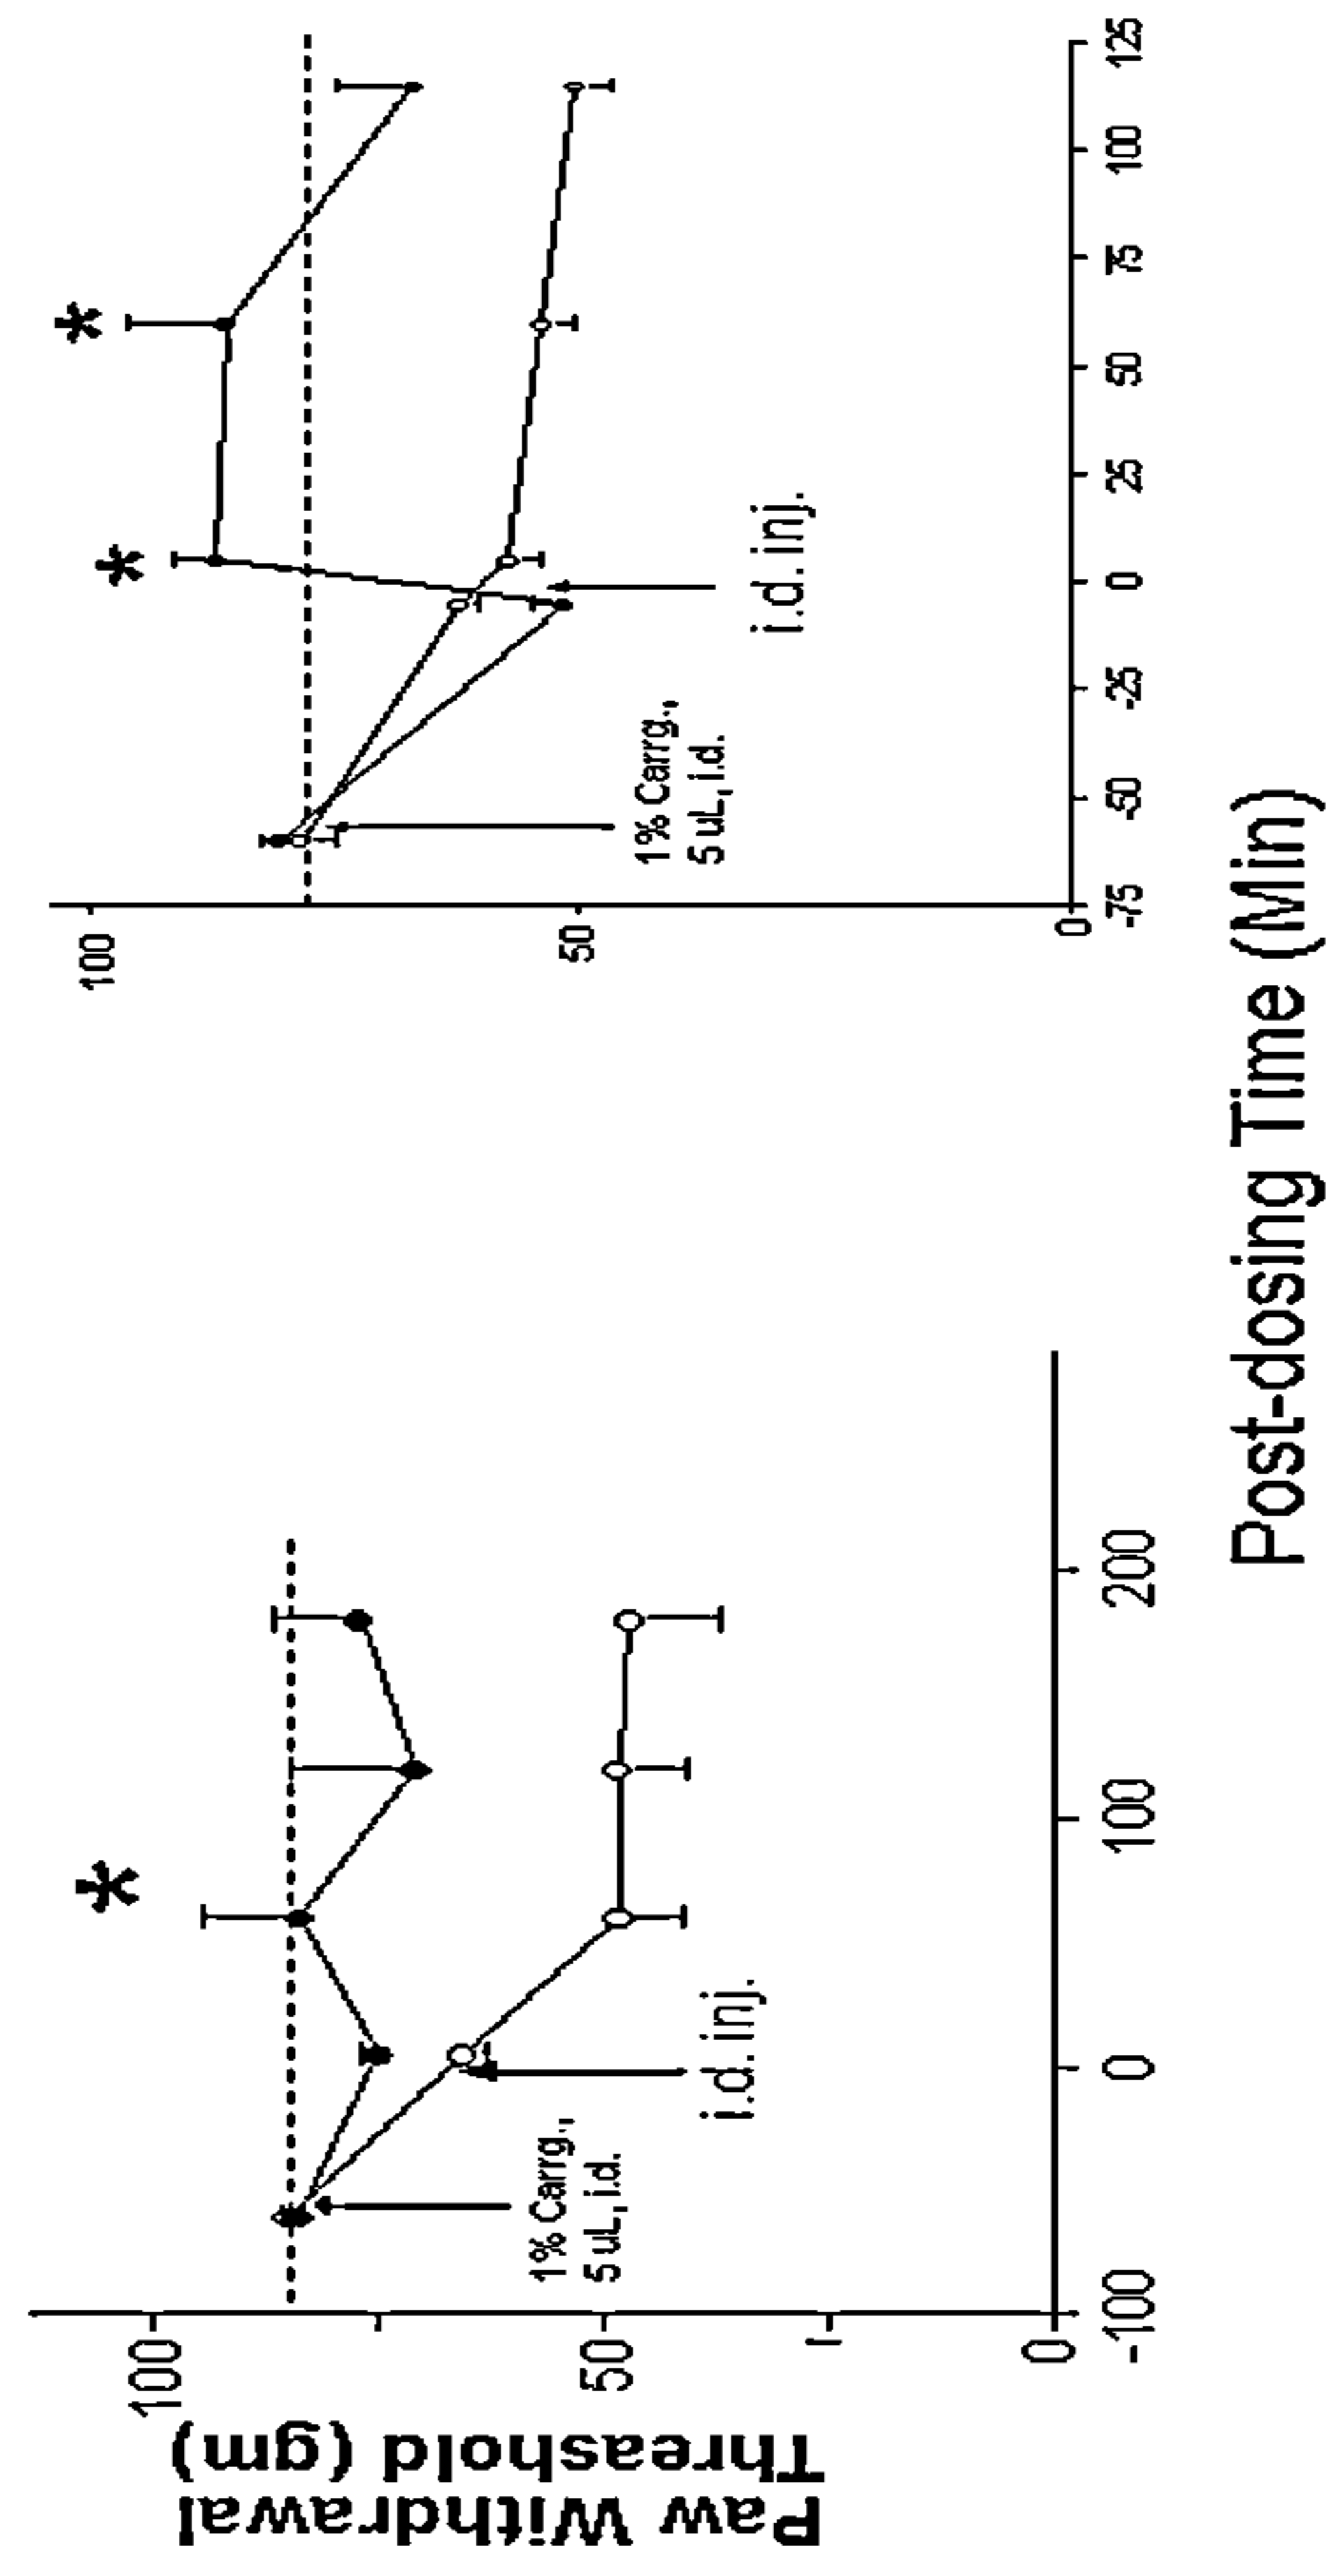 Paw Withdrawal
Threashold (gm)
100
50
0
-100
0
100
200
1% Carrg.,
5 uL, i.d.
i.d. inj.
*
100
50
0
-75
-50
-25
0
25
50
75
100
125
1% Carrg.,
5 uL, i.d.
i.d. inj.
*
*
Post-dosing Time (Min)